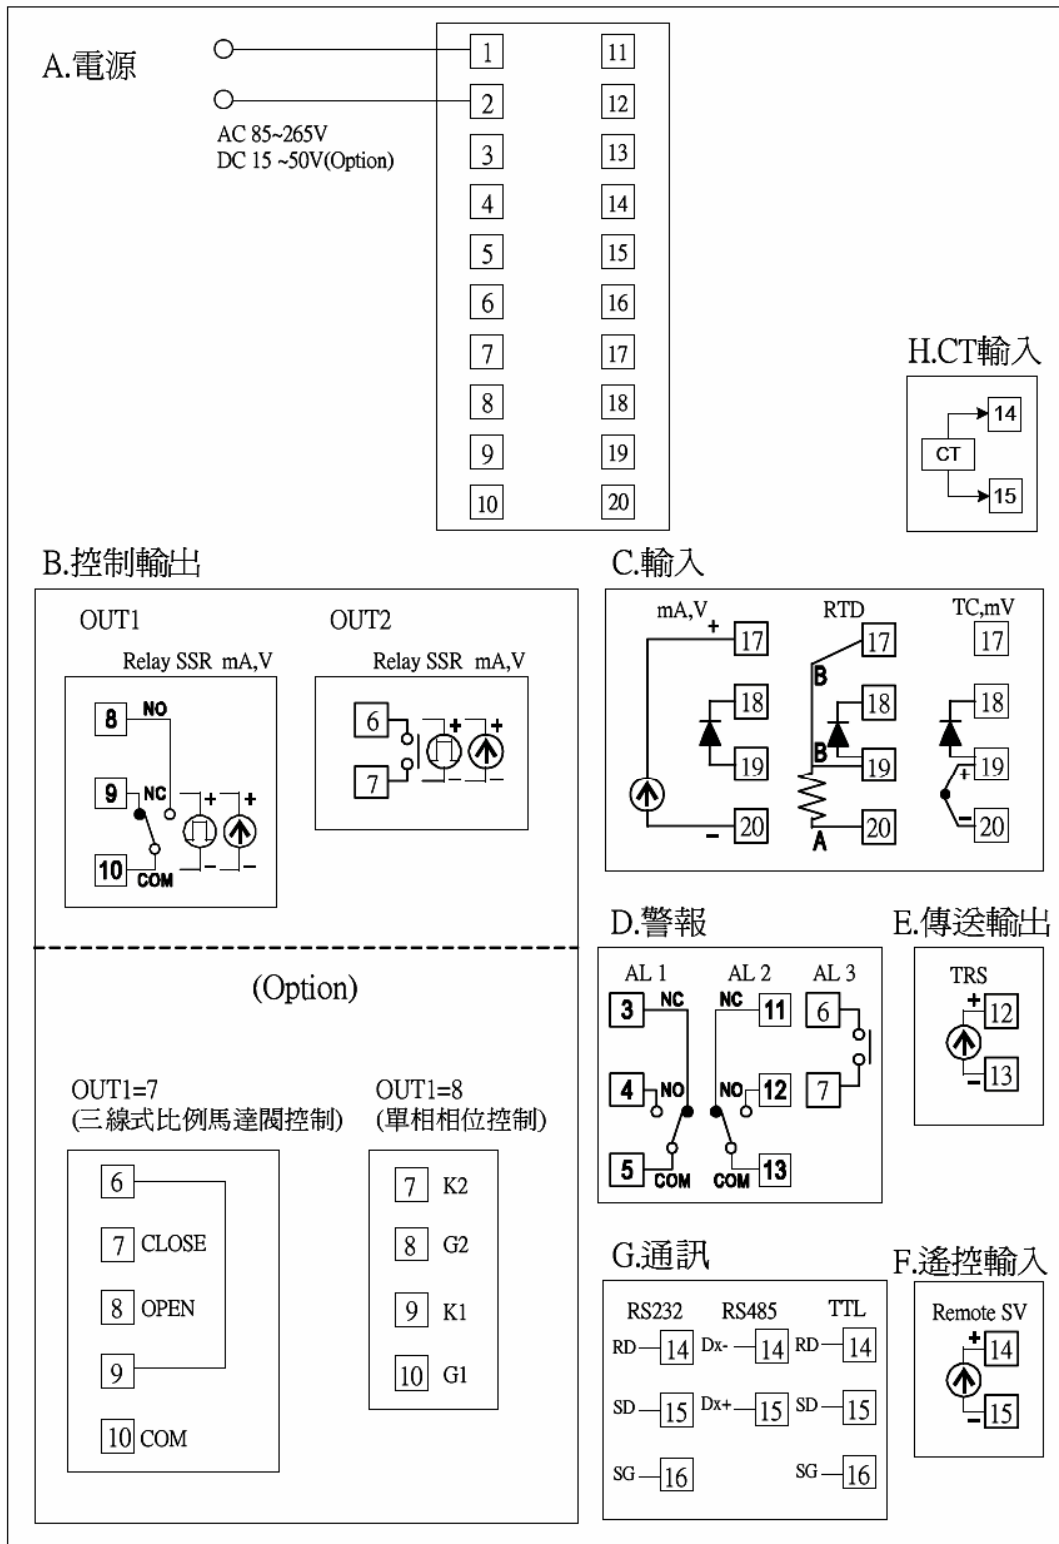 A.電源
AC 85~265V
DC 15 ~50V(Option)
1 11
2 12
3 13
4 14
5 15
6 16
7 17
8 18
9 19
10 20
H.CT輸入
14
CT
15
B.控制輸出
OUT1
Relay SSR mA,V
8 NO
9 NC + +
10 COM − −
OUT2
Relay SSR mA,V
6 + +
7 − −
(Option)
OUT1=7
(三線式比例馬達閥控制)
6
7 CLOSE
8 OPEN
9
10 COM
OUT1=8
(單相相位控制)
7 K2
8 G2
9 K1
10 G1
C.輸入
mA,V RTD TC,mV
+ 17 17 17
B
18 18 18
19 B 19 + 19
− 20 A 20 − 20
D.警報
AL 1 AL 2 AL 3
3 NC NC 11 6
4 NO NO 12 7
5 COM COM 13
E.傳送輸出
TRS
+ 12
− 13
G.通訊
RS232 RS485 TTL
RD 14 Dx- 14 RD 14
SD 15 Dx+ 15 SD 15
SG 16 SG 16
F.遙控輸入
Remote SV
+ 14
− 15